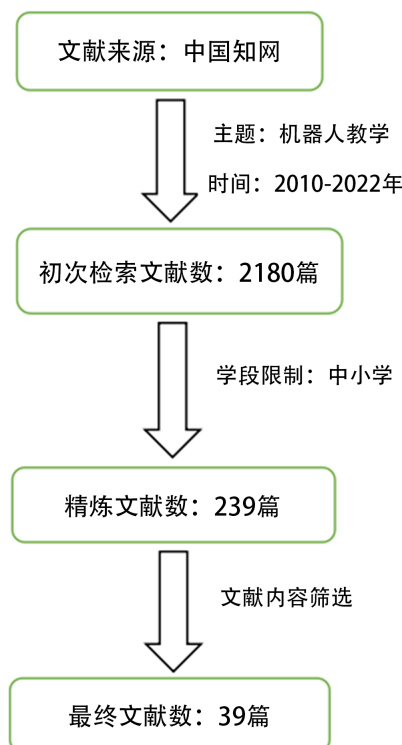 文献来源：中国知网
主题：机器人教学
时间：2010-2022年
初次检索文献数：2180篇
学段限制：中小学
精炼文献数：239篇
文献内容筛选
最终文献数：39篇